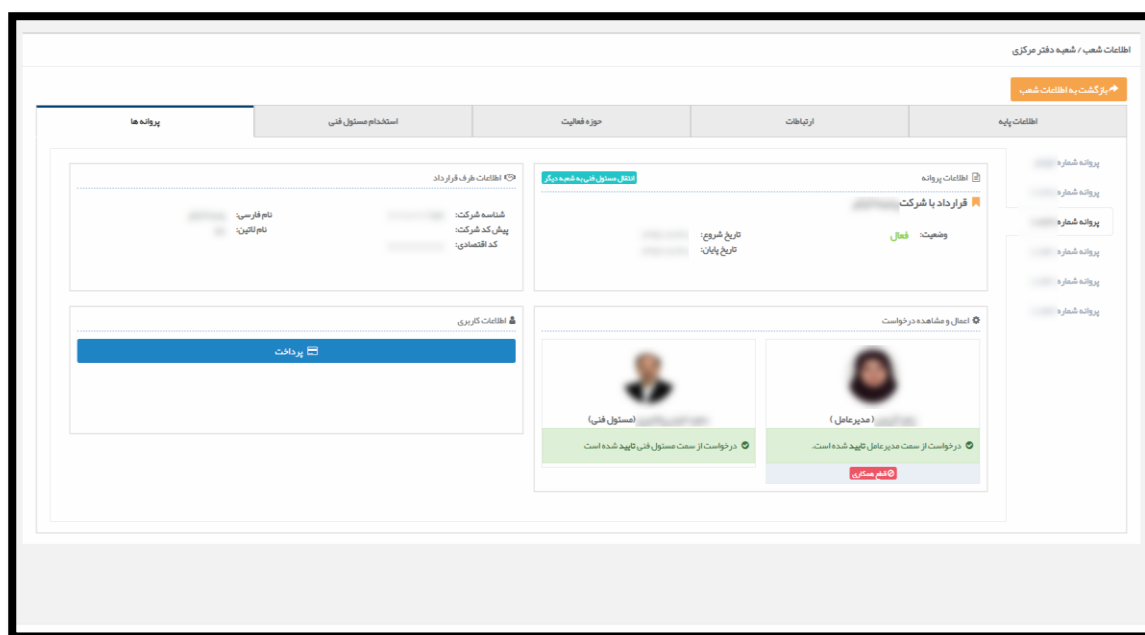 اطلاعات شعب / شعبه دفتر مرکزی
بازگشت به اطلاعات شعب
اطلاعات پایه
ارتباطات
حوزه فعالیت
استخدام مسئول فنی
پروانه ها
پروانه شماره
پروانه شماره
پروانه شماره
پروانه شماره
پروانه شماره
پروانه شماره
اطلاعات پروانه
انتقال مسئول فنی به شعبه دیگر
قرارداد با شرکت
وضعیت: فعال
تاریخ شروع:
تاریخ پایان:
اطلاعات طرف قرارداد
شناسه شرکت:
نام فارسی:
پیش کد شرکت:
نام لاتین:
کد اقتصادی:
اعمال و مشاهده درخواست
(مدیرعامل)
درخواست از سمت مدیرعامل تایید شده است.
قطع همکاری
(مسئول فنی)
درخواست از سمت مسئول فنی تایید شده است
اطلاعات کاربری
پرداخت